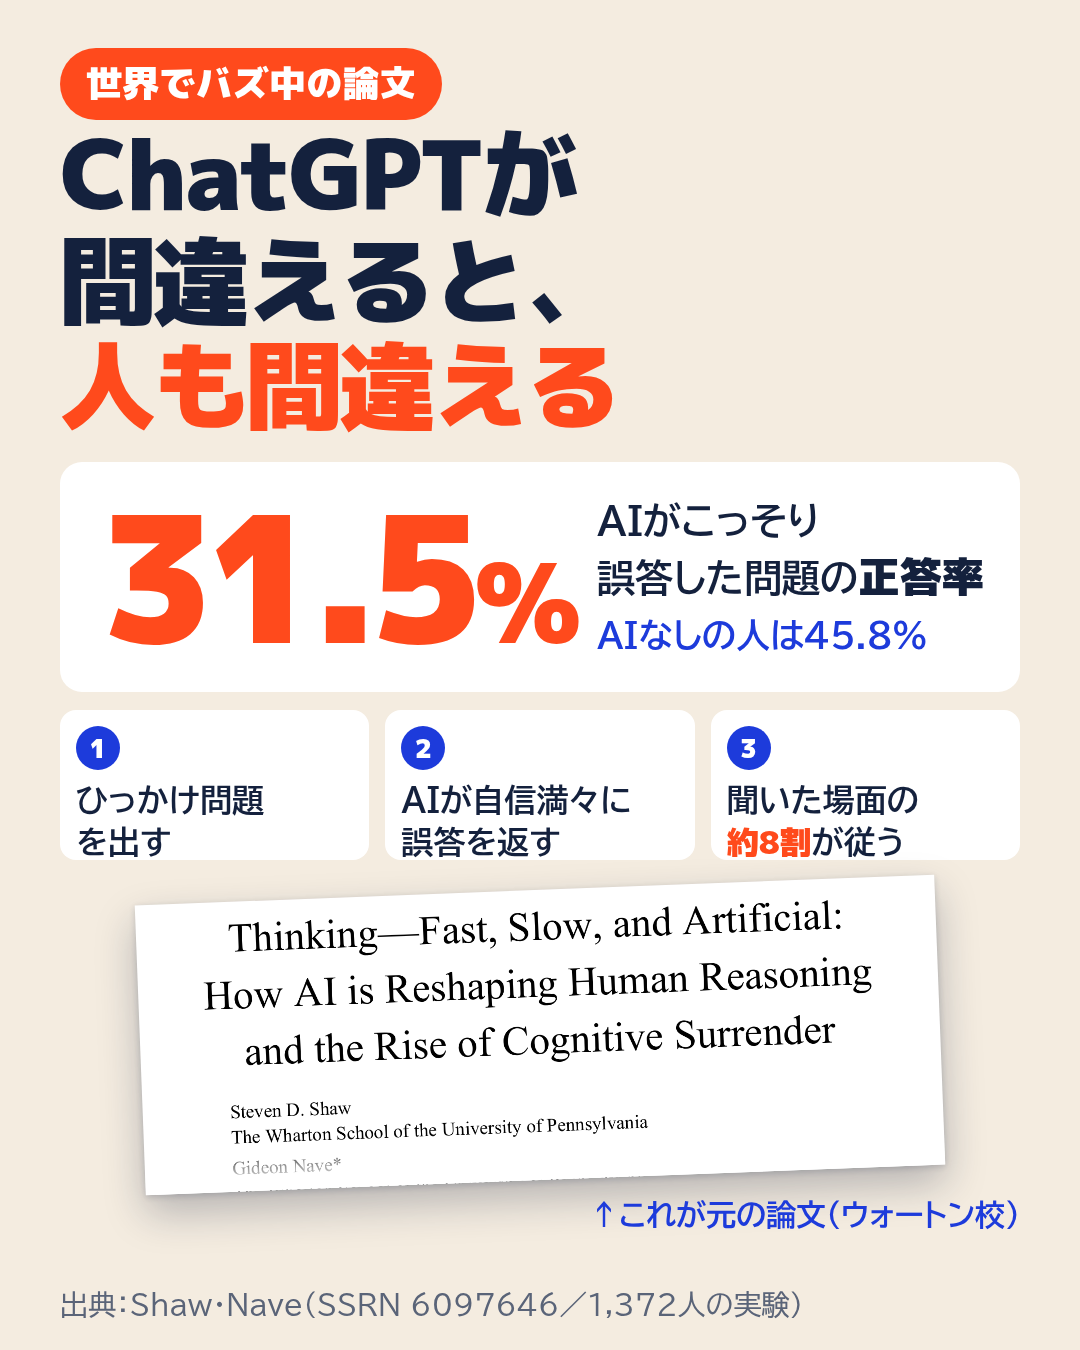 世界でバズ中の論文
ChatGPTが
間違えると、
人も間違える
31.5%
AIがこっそり
誤答した問題の正答率
AIなしの人は45.8%
1
ひっかけ問題
を出す
2
AIが自信満々に
誤答を返す
3
聞いた場面の
約8割が従う
Thinking—Fast, Slow, and Artificial:
How AI is Reshaping Human Reasoning
and the Rise of Cognitive Surrender
Steven D. Shaw
The Wharton School of the University of Pennsylvania
Gideon Nave*
↑これが元の論文(ウォートン校)
出典:Shaw・Nave(SSRN 6097646/1,372人の実験)